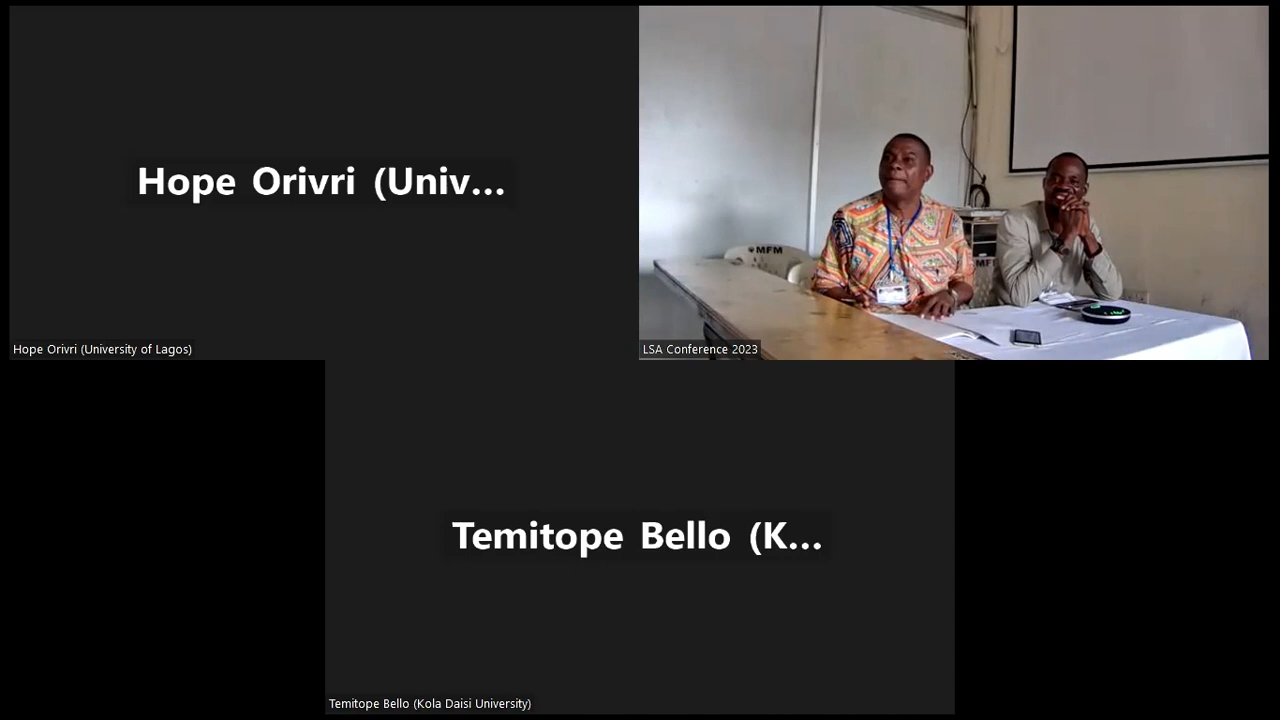 Hope Orivri (Univ...
Hope Orivri (University of Lagos)
MFM
MFM
LSA Conference 2023
Temitope Bello (K...
Temitope Bello (Kola Daisi University)